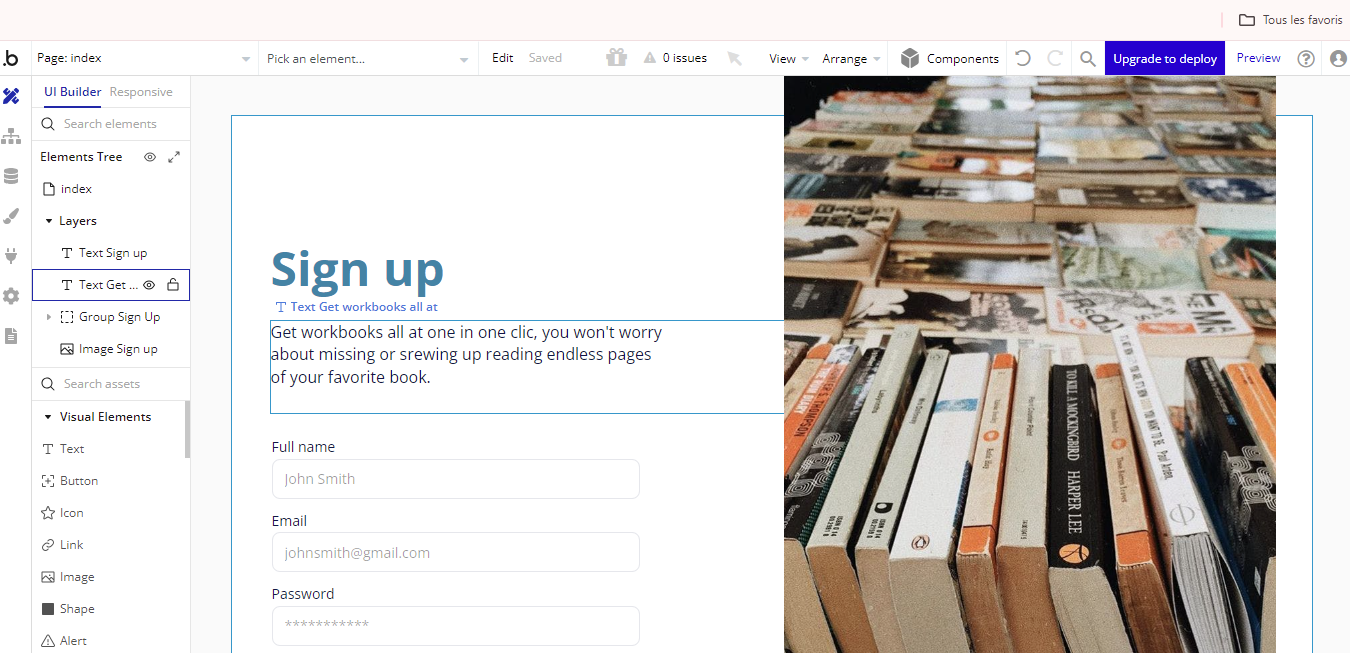 Tous les favoris
.b
Page: index
Pick an element...
Edit
Saved
0 issues
View
Arrange
Components
Upgrade to deploy
Preview
UI Builder
Responsive
Search elements
Elements Tree
index
Layers
Text Sign up
Text Get ...
Group Sign Up
Image Sign up
Search assets
Visual Elements
Text
Button
Icon
Link
Image
Shape
Alert
Sign up
Text Get workbooks all at
Get workbooks all at one in one clic, you won't worry
about missing or srewing up reading endless pages
of your favorite book.
Full name
John Smith
Email
johnsmith@gmail.com
Password
***********
THOMPSON
TO KILL A MOCKINGBIRD HARPER LEE